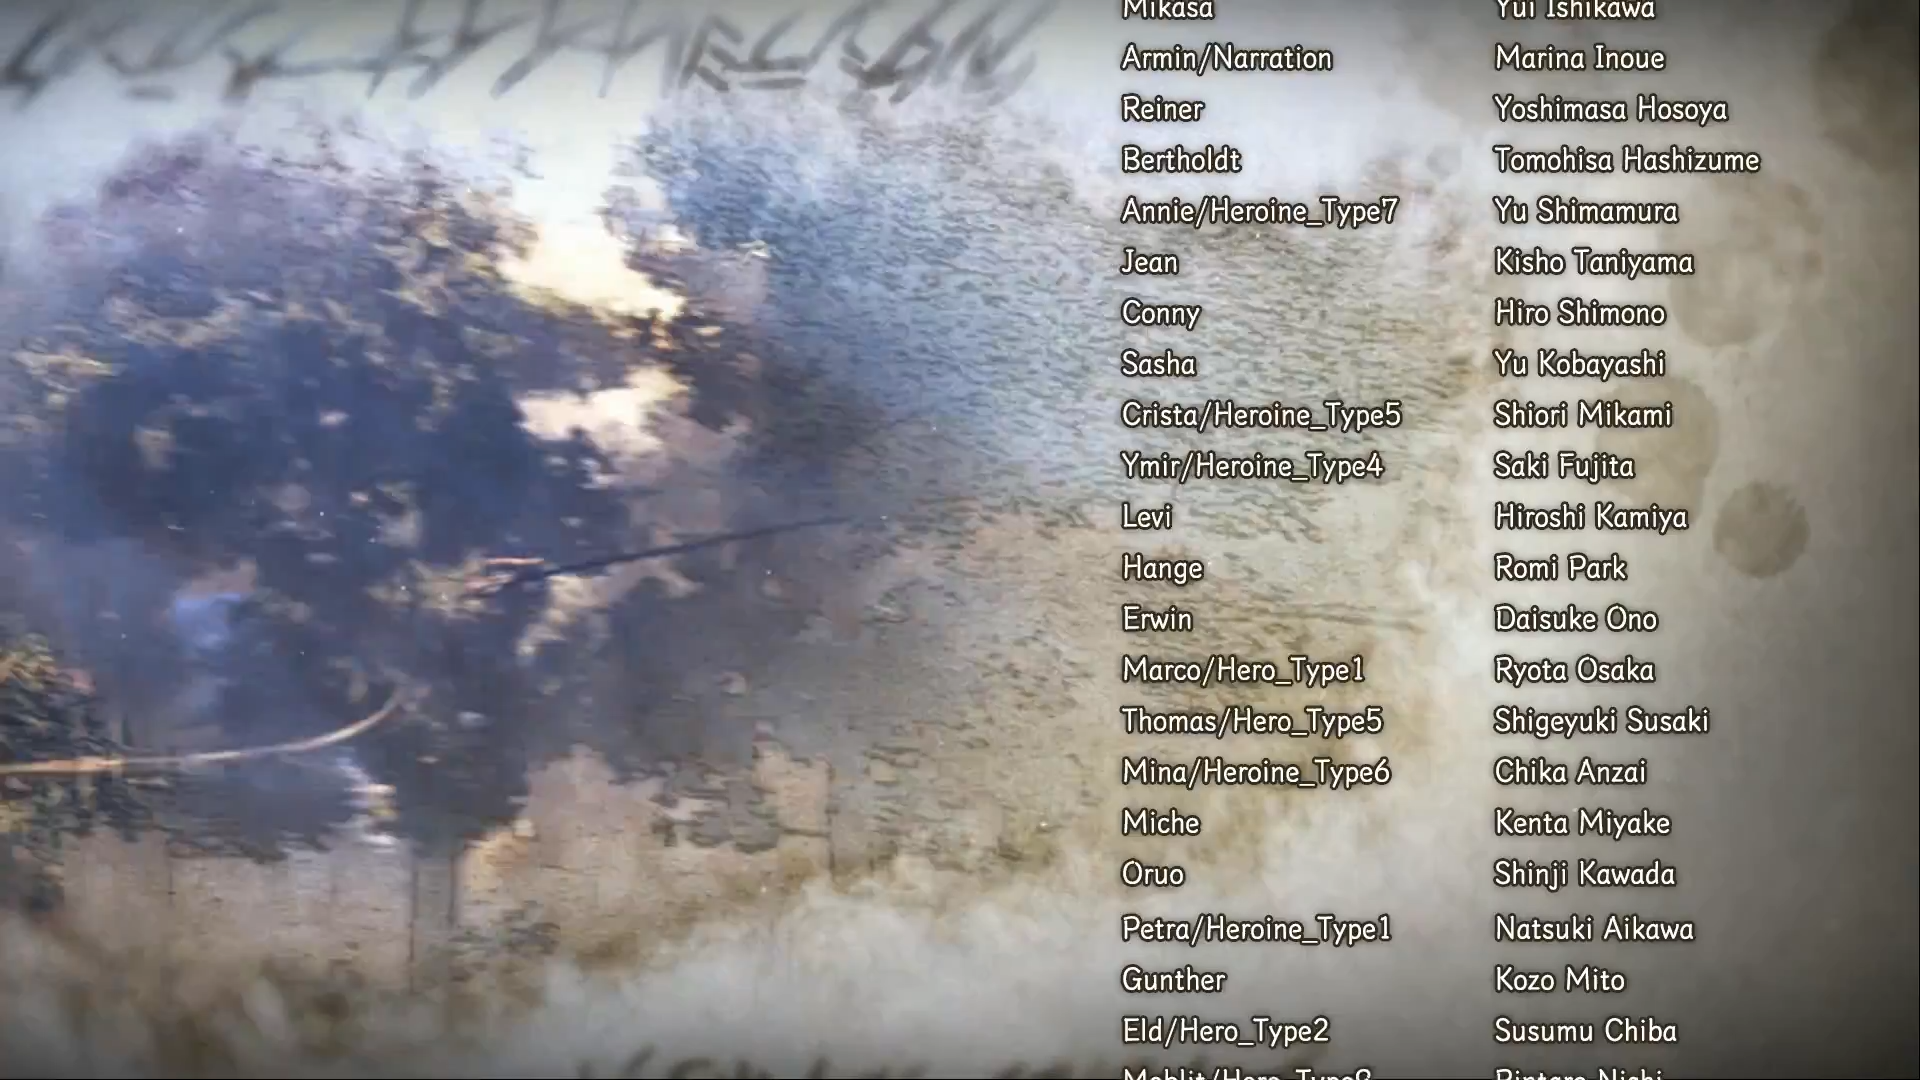 Mikasa Yui Ishikawa
Armin/Narration Marina Inoue
Reiner Yoshimasa Hosoya
Bertholdt Tomohisa Hashizume
Annie/Heroine_Type7 Yu Shimamura
Jean Kisho Taniyama
Conny Hiro Shimono
Sasha Yu Kobayashi
Crista/Heroine_Type5 Shiori Mikami
Ymir/Heroine_Type4 Saki Fujita
Levi Hiroshi Kamiya
Hange Romi Park
Erwin Daisuke Ono
Marco/Hero_Type1 Ryota Osaka
Thomas/Hero_Type5 Shigeyuki Susaki
Mina/Heroine_Type6 Chika Anzai
Miche Kenta Miyake
Oruo Shinji Kawada
Petra/Heroine_Type1 Natsuki Aikawa
Gunther Kozo Mito
Eld/Hero_Type2 Susumu Chiba